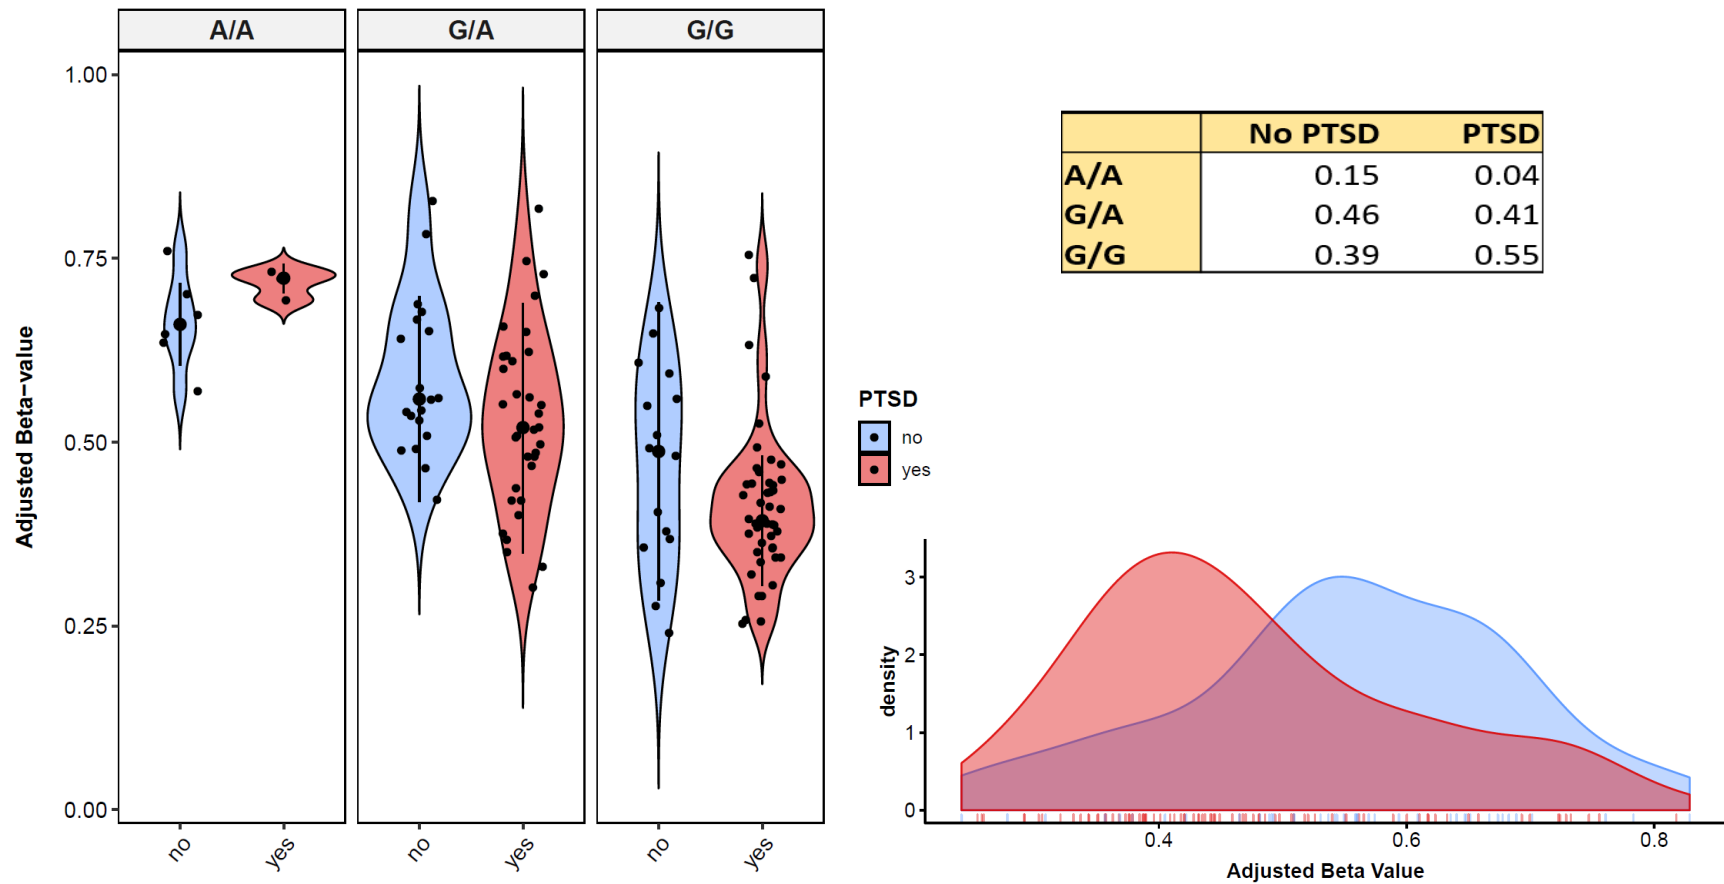 A/A G/A G/G
Adjusted Beta-value
1.00
0.75
0.50
0.25
0.00
no yes no yes no yes
PTSD
no
yes
No PTSD PTSD
A/A 0.15 0.04
G/A 0.46 0.41
G/G 0.39 0.55
density
3
2
1
0
0.4 0.6 0.8
Adjusted Beta Value